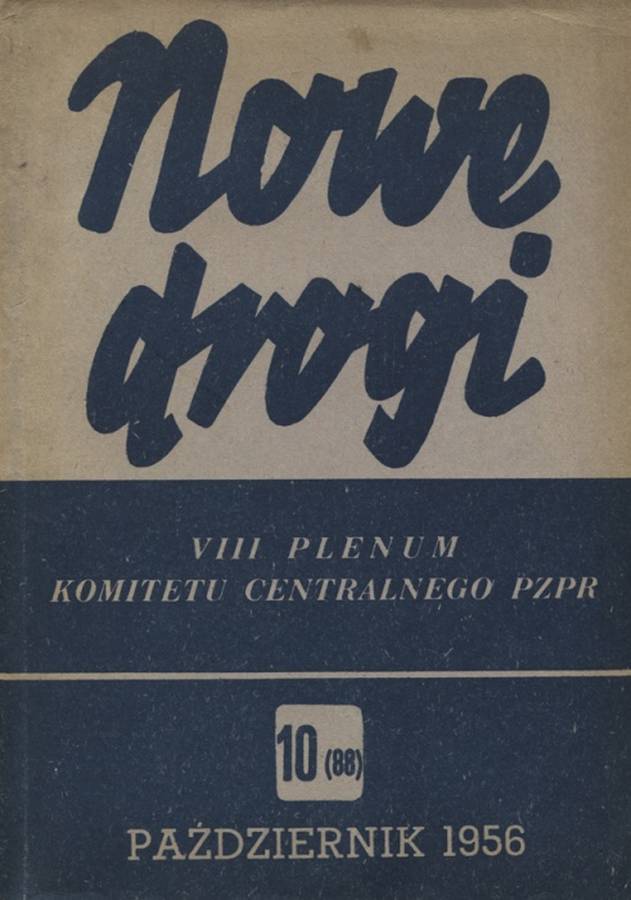 Nowe
drogi
VIII PLENUM
KOMITETU CENTRALNEGO PZPR
10 (88)
PAŹDZIERNIK 1956